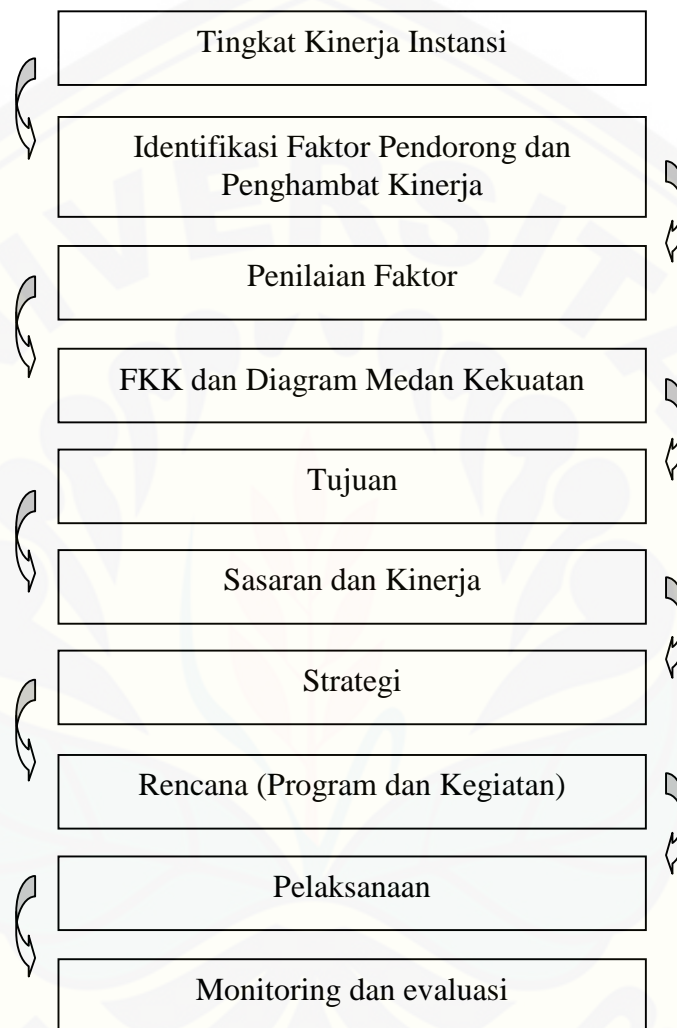 Tingkat Kinerja Instansi
Identifikasi Faktor Pendorong dan
Penghambat Kinerja
Penilaian Faktor
FKK dan Diagram Medan Kekuatan
Tujuan
Sasaran dan Kinerja
Strategi
Rencana (Program dan Kegiatan)
Pelaksanaan
Monitoring dan evaluasi